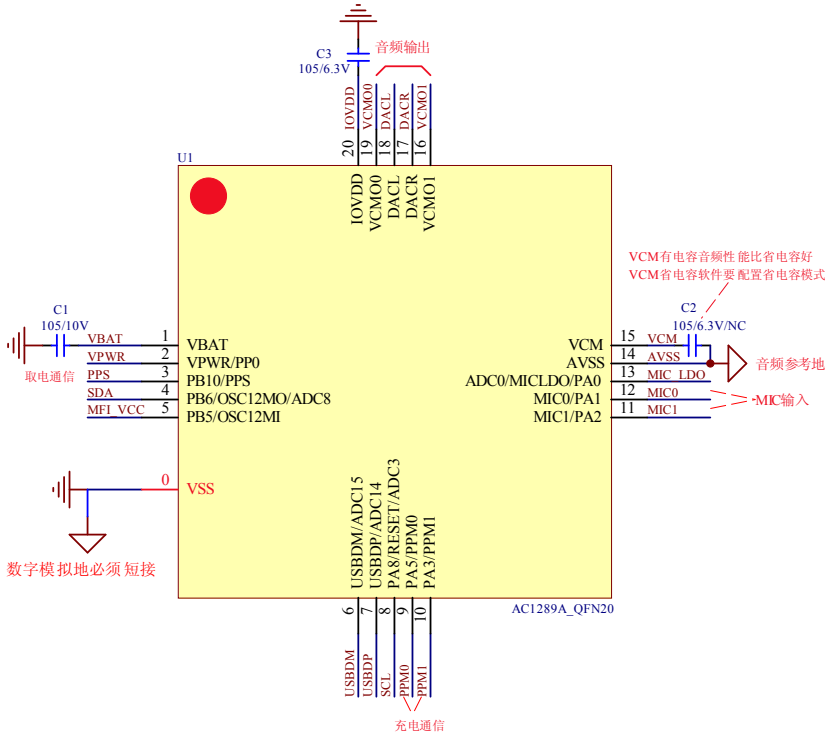 C3
105/6.3V
音频输出
IOVDD
VCMO0
DACL
DACR
VCMO1
20
19
18
17
16
U1
IOVDD
VCMO0
DACL
DACR
VCMO1
VCM有电容音频性能比省电容好
VCM省电容软件要配置省电容模式
C1
105/10V
VBAT
1
VBAT
VPWR
2
VPWR/PP0
取电通信
PPS
3
PB10/PPS
SDA
4
PB6/OSC12MO/ADC8
MFI_VCC
5
PB5/OSC12MI
0
VSS
数字模拟地必须短接
C2
105/6.3V/NC
VCM
15
VCM
AVSS
14
AVSS
音频参考地
ADC0/MICLDO/PA0
13
MIC_LDO
MIC0/PA1
12
MIC0
MIC输入
MIC1/PA2
11
MIC1
USBDM/ADC15
USBDP/ADC14
PA8/RESET/ADC3
PA5/PPM0
PA3/PPM1
AC1289A_QFN20
6
7
8
9
10
USBDM
USBDP
SCL
PPM0
PPM1
充电通信